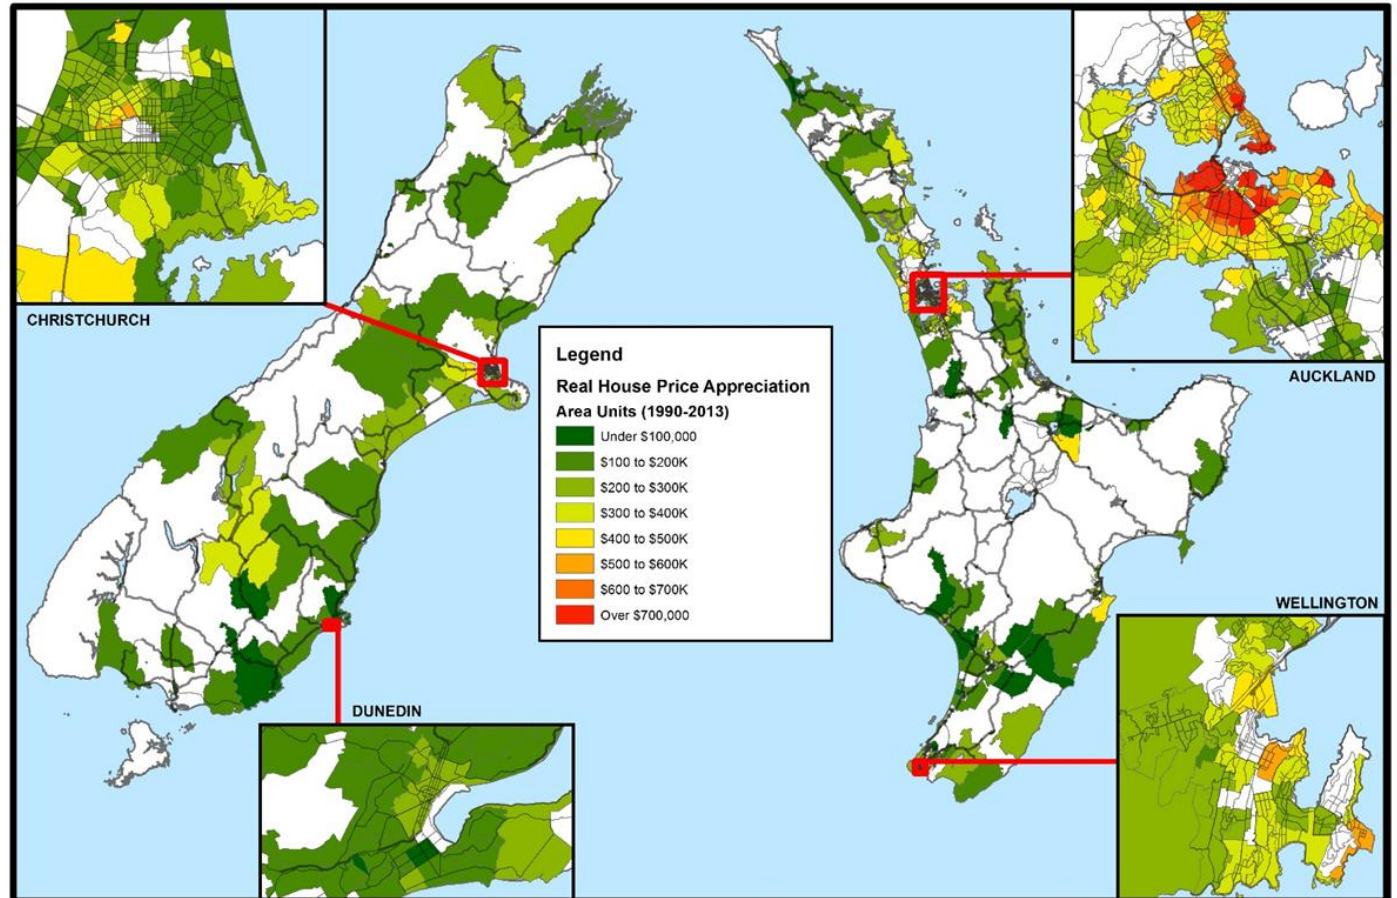 CHRISTCHURCH
AUCKLAND
Legend
Real House Price Appreciation
Area Units (1990-2013)
Under $100,000
$100 to $200K
$200 to $300K
$300 to $400K
$400 to $500K
$500 to $600K
$600 to $700K
Over $700,000
WELLINGTON
DUNEDIN